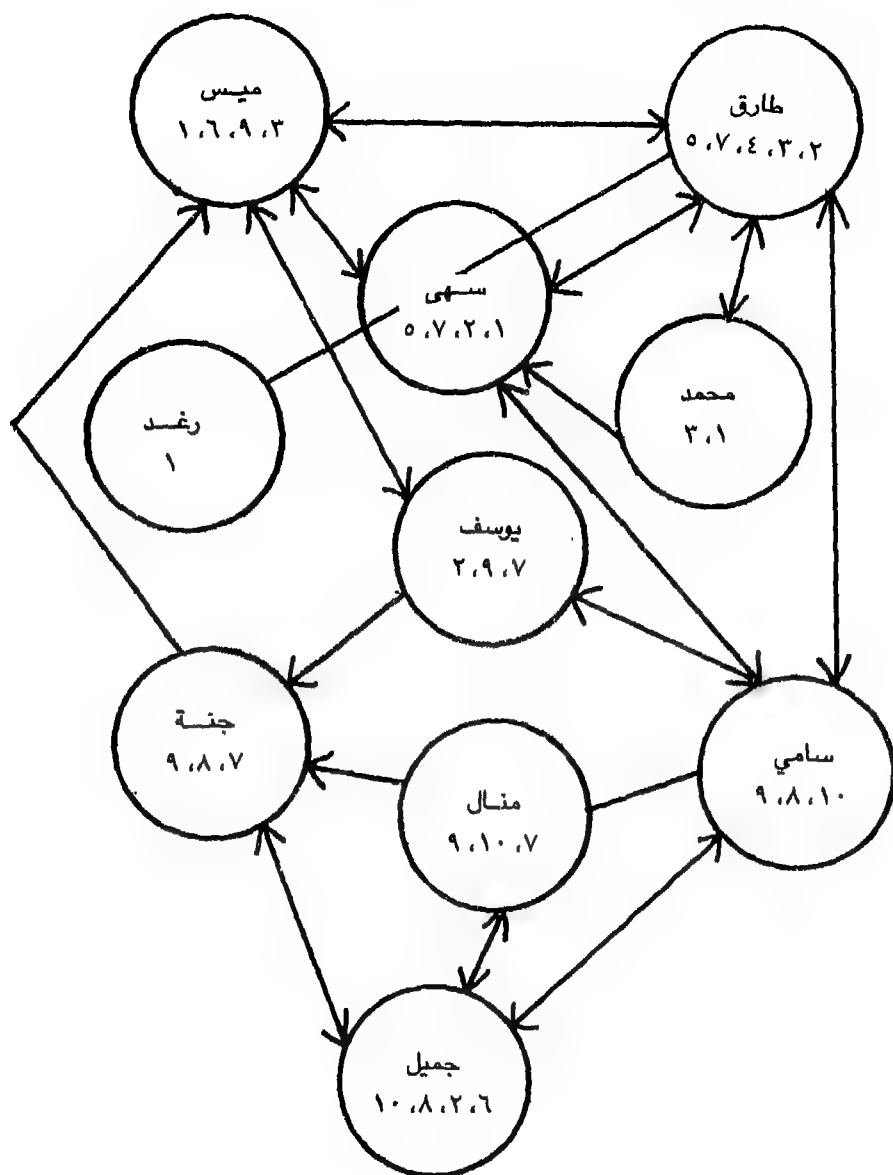 طارق
٥،٧،٤،٣،٢
ميس
١،٦،٩،٣
سهى
٥،٧،٢،١
محمد
٣،١
رغد
١
يوسف
٢،٩،٧
سامي
٩،٨،١٠
منال
٩،١٠،٧
جنة
٩،٨،٧
جميل
١٠،٨،٢،٦